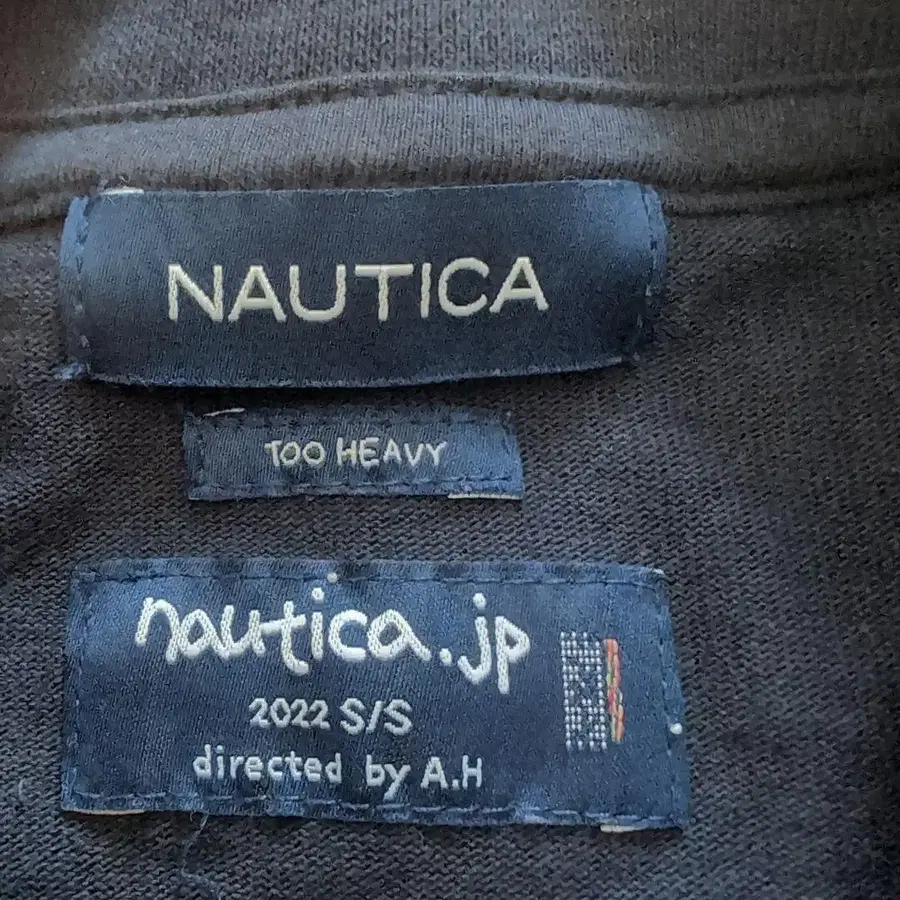 NAUTICA
TOO HEAVY
nautica.jp
2022 S/S
directed by A.H